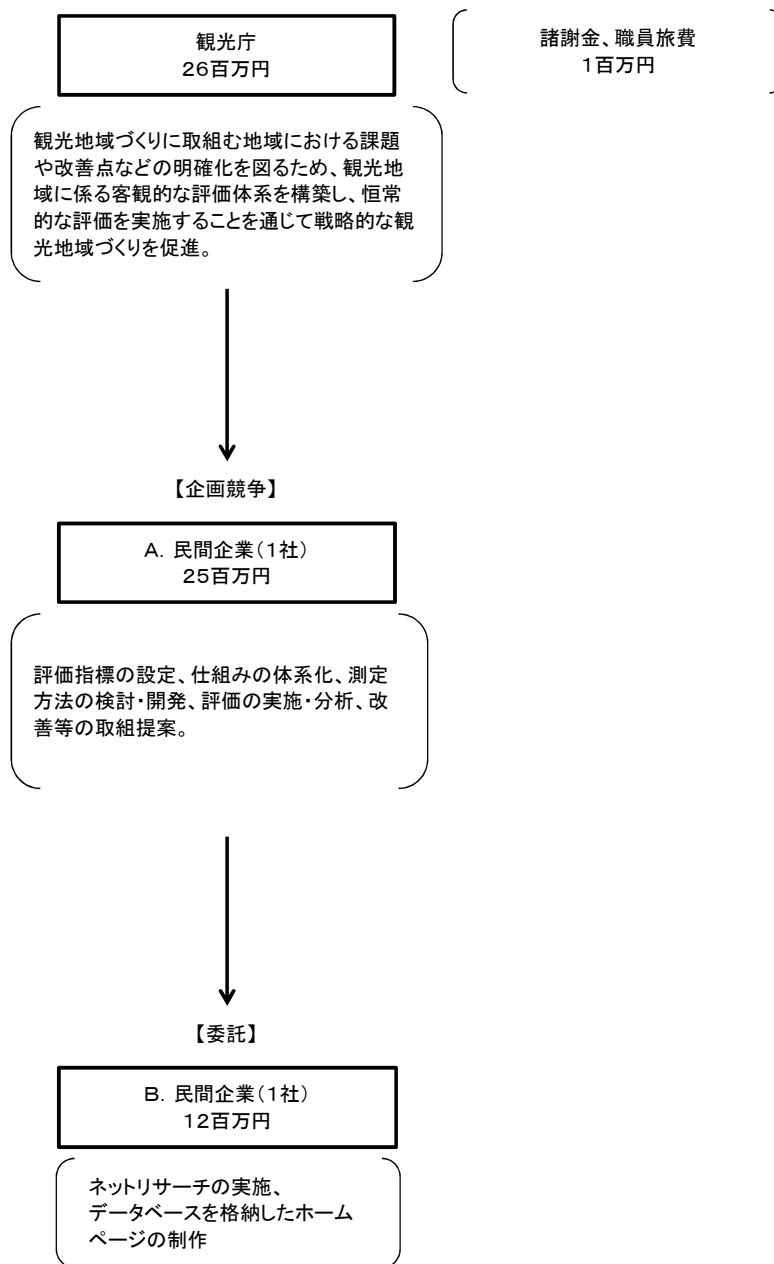 観光庁
26百万円
諸謝金、職員旅費
1百万円
観光地域づくりに取組む地域における課題
や改善点などの明確化を図るため、観光地
域に係る客観的な評価体系を構築し、恒常
的な評価を実施することを通じて戦略的な観
光地域づくりを促進。
【企画競争】
A．民間企業（1社）
25百万円
評価指標の設定、仕組みの体系化、測定
方法の検討・開発、評価の実施・分析、改
善等の取組提案。
【委託】
B．民間企業（1社）
12百万円
ネットリサーチの実施、
データベースを格納したホーム
ページの制作